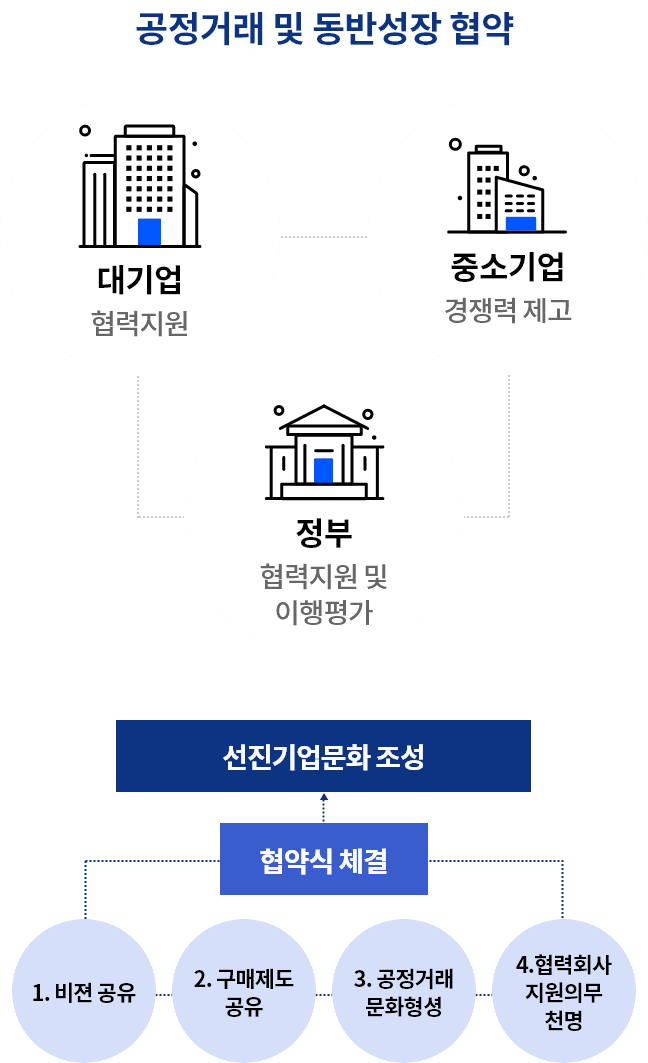 공정거래 및 동반성장 협약
대기업
협력지원
중소기업
경쟁력 제고
정부
협력지원 및
이행평가
선진기업문화 조성
협약식 체결
1. 비젼 공유
2. 구매제도
공유
3. 공정거래
문화형성
4.협력회사
지원의무
천명